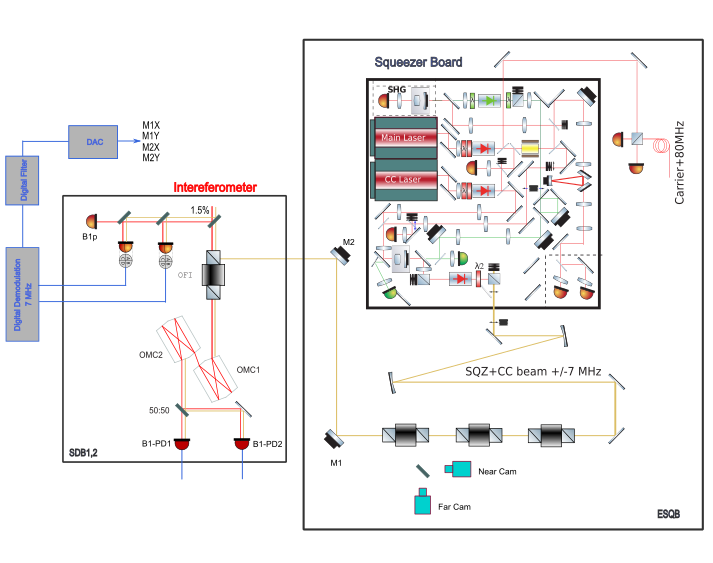 Squeezer Board
SHG
Main Laser
CC Laser
λ/2
Carrier+80MHz
M1X
M1Y
M2X
M2Y
DAC
Digital Filter
Digital Demodulation
7 MHz
Intereferometer
1.5%
B1p
OFI
M2
OMC2
OMC1
50:50
B1-PD1
B1-PD2
SDB1,2
SQZ+CC beam +/-7 MHz
M1
Near Cam
Far Cam
ESQB